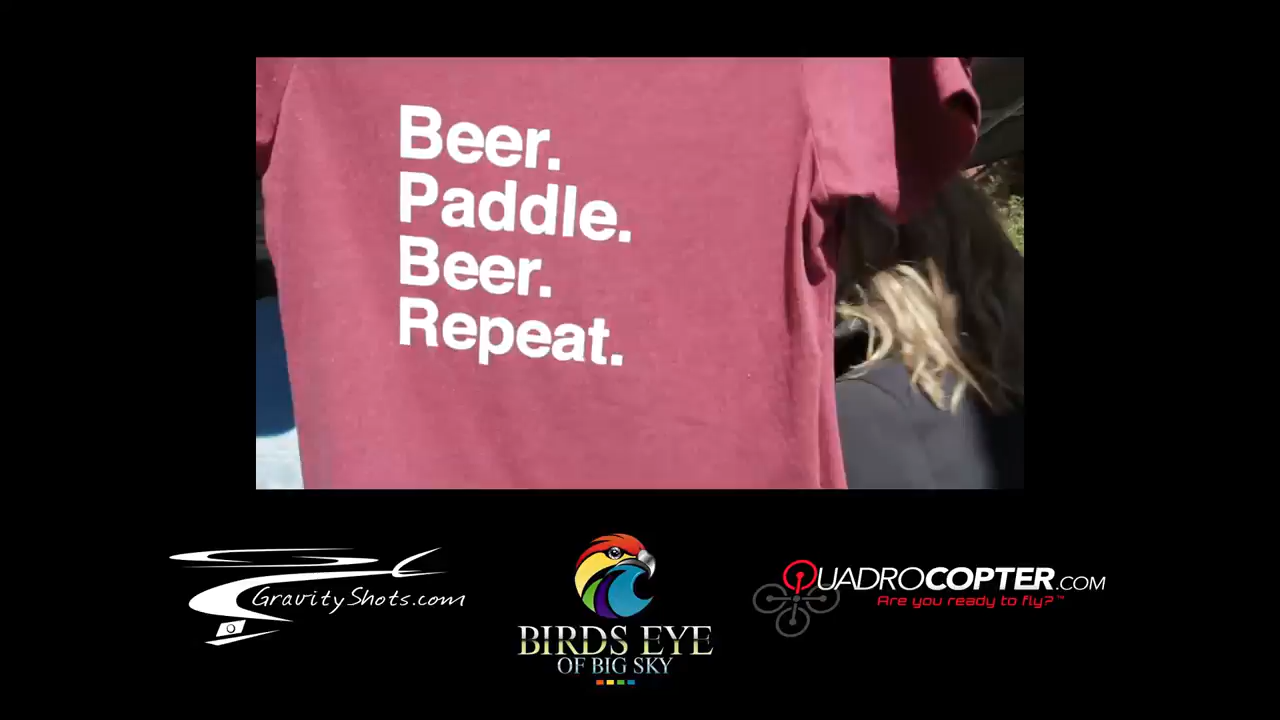 Beer.
Paddle.
Beer.
Repeat.
GravityShots.com
BIRDS EYE
OF BIG SKY
QUADROCOPTER.COM
Are you ready to fly?™